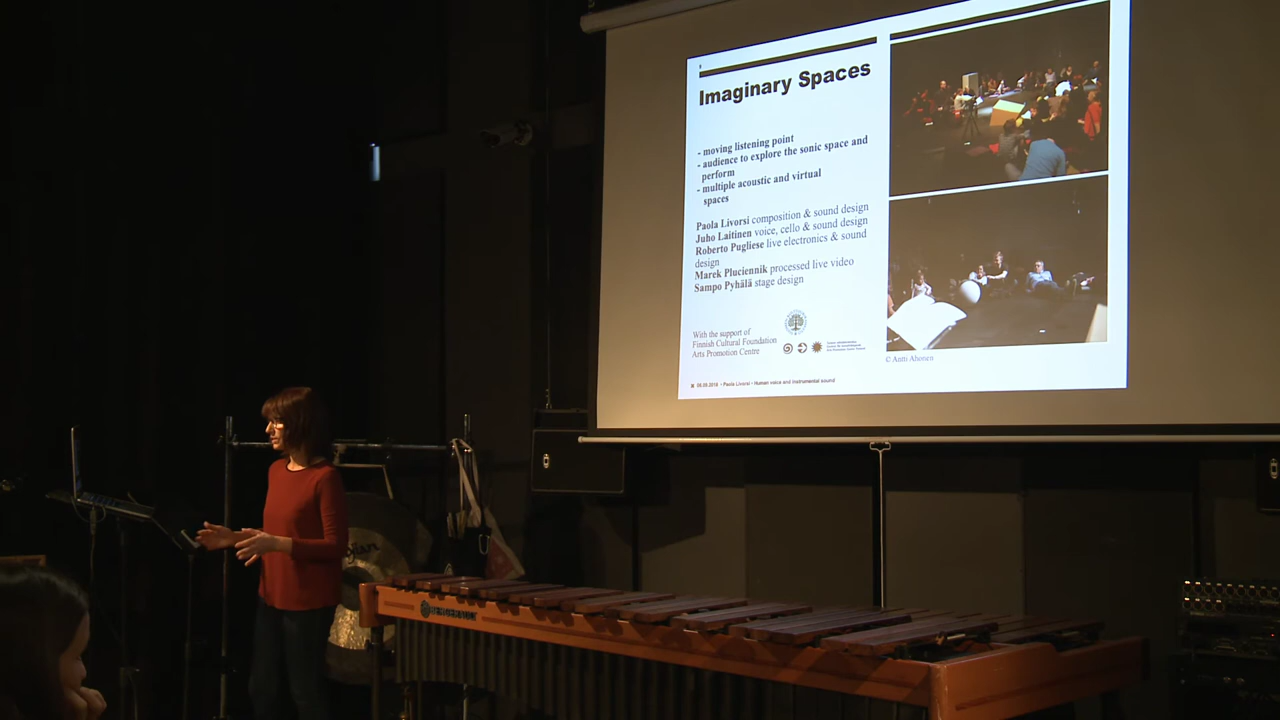 Imaginary Spaces
- moving listening point
- audience to explore the sonic space and
perform
- multiple acoustic and virtual
spaces
Paola Livorsi composition & sound design
Juho Laitinen voice, cello & sound design
Roberto Pugliese live electronics & sound
design
Marek Pluciennik processed live video
Sampo Pyhälä stage design
With the support of
Finnish Cultural Foundation
Arts Promotion Centre
© Antti Ahonen
Paola Livorsi • Human voice and instrumental sound
BERGERAULT